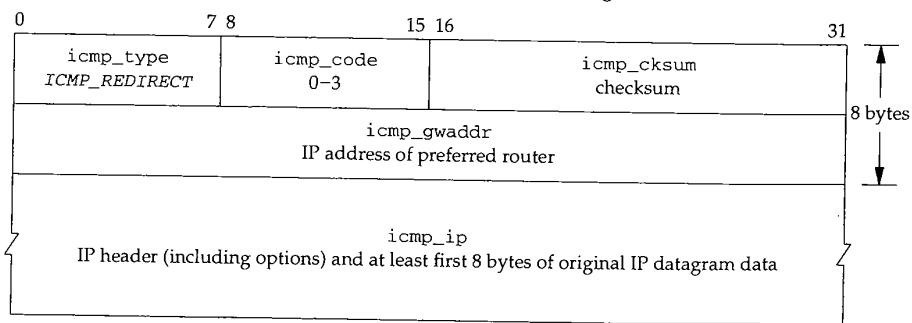 0 7 8 15 16 31
icmp_type icmp_code icmp_cksum
ICMP_REDIRECT 0–3 checksum
8 bytes
icmp_gwaddr
IP address of preferred router
icmp_ip
IP header (including options) and at least first 8 bytes of original IP datagram data